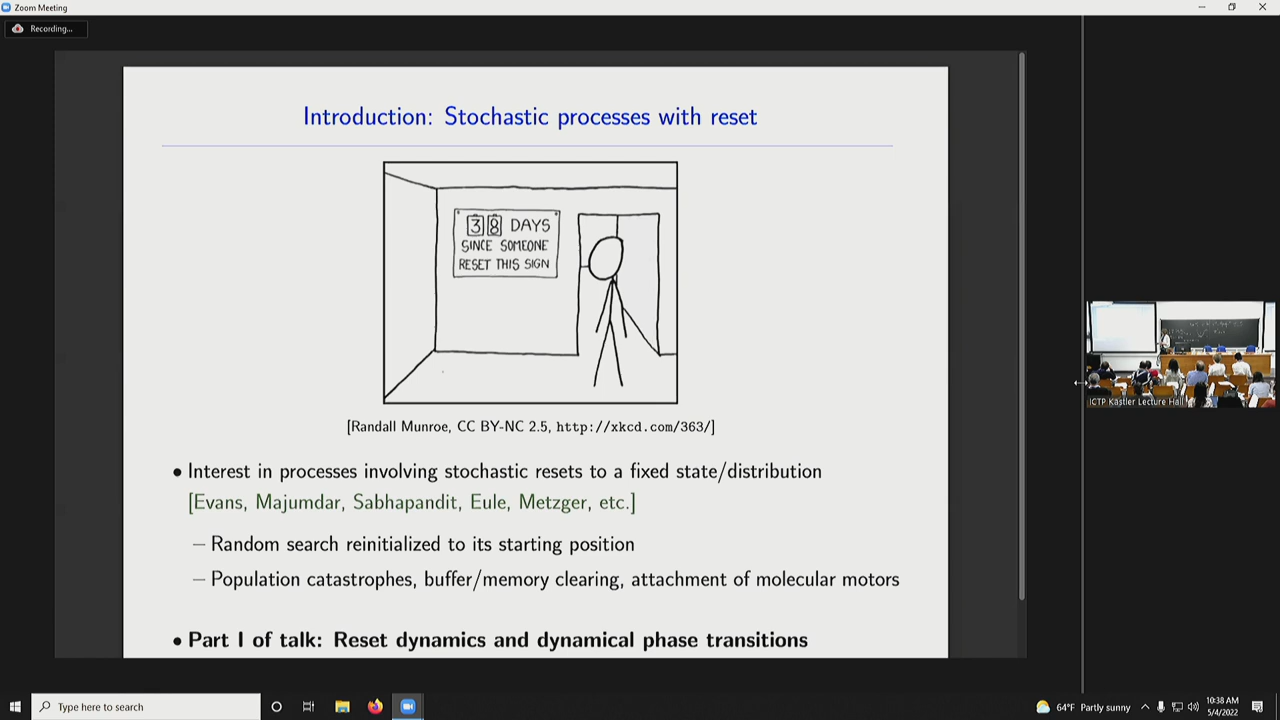 Zoom Meeting
Recording...
Introduction: Stochastic processes with reset
38 DAYS
SINCE SOMEONE
RESET THIS SIGN
[Randall Munroe, CC BY-NC 2.5, http://xkcd.com/363/]
• Interest in processes involving stochastic resets to a fixed state/distribution
[Evans, Majumdar, Sabhapandit, Eule, Metzger, etc.]
– Random search reinitialized to its starting position
– Population catastrophes, buffer/memory clearing, attachment of molecular motors
• Part I of talk: Reset dynamics and dynamical phase transitions
ICTP Kastler Lecture Hall
Type here to search
64°F Partly sunny
10:38 AM
5/4/2022